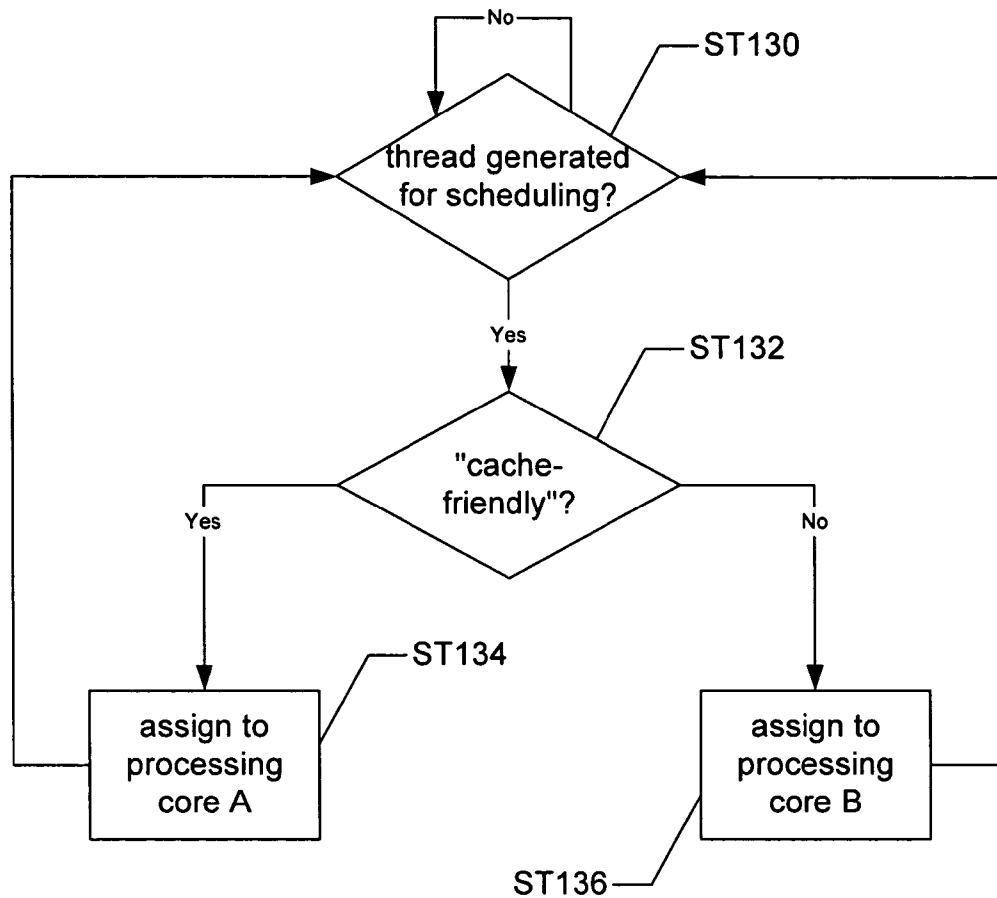 No
ST130
thread generated
for scheduling?
Yes
ST132
"cache-
friendly"?
Yes
No
ST134
assign to
processing
core A
assign to
processing
core B
ST136